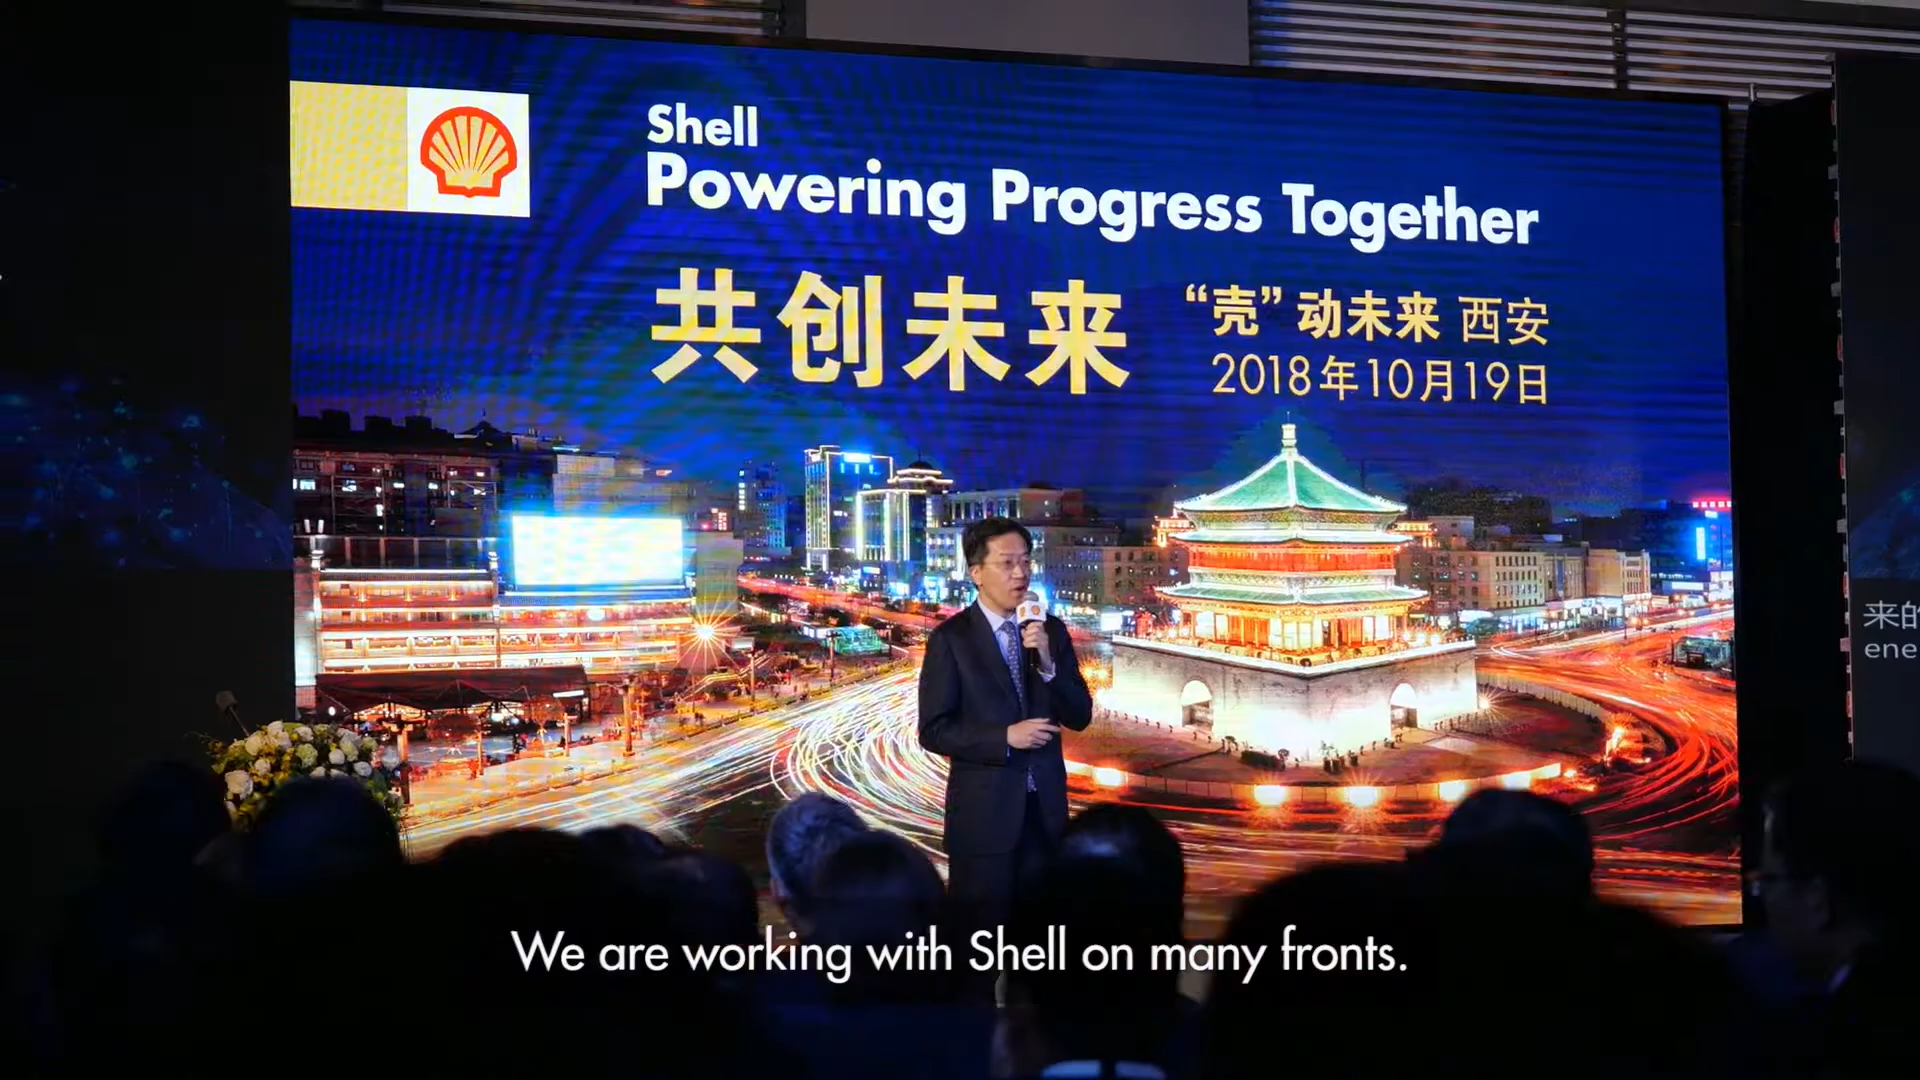 Shell
Powering Progress Together
共创未来
“壳”动未来 西安
2018年10月19日
来的
ene
We are working with Shell on many fronts.